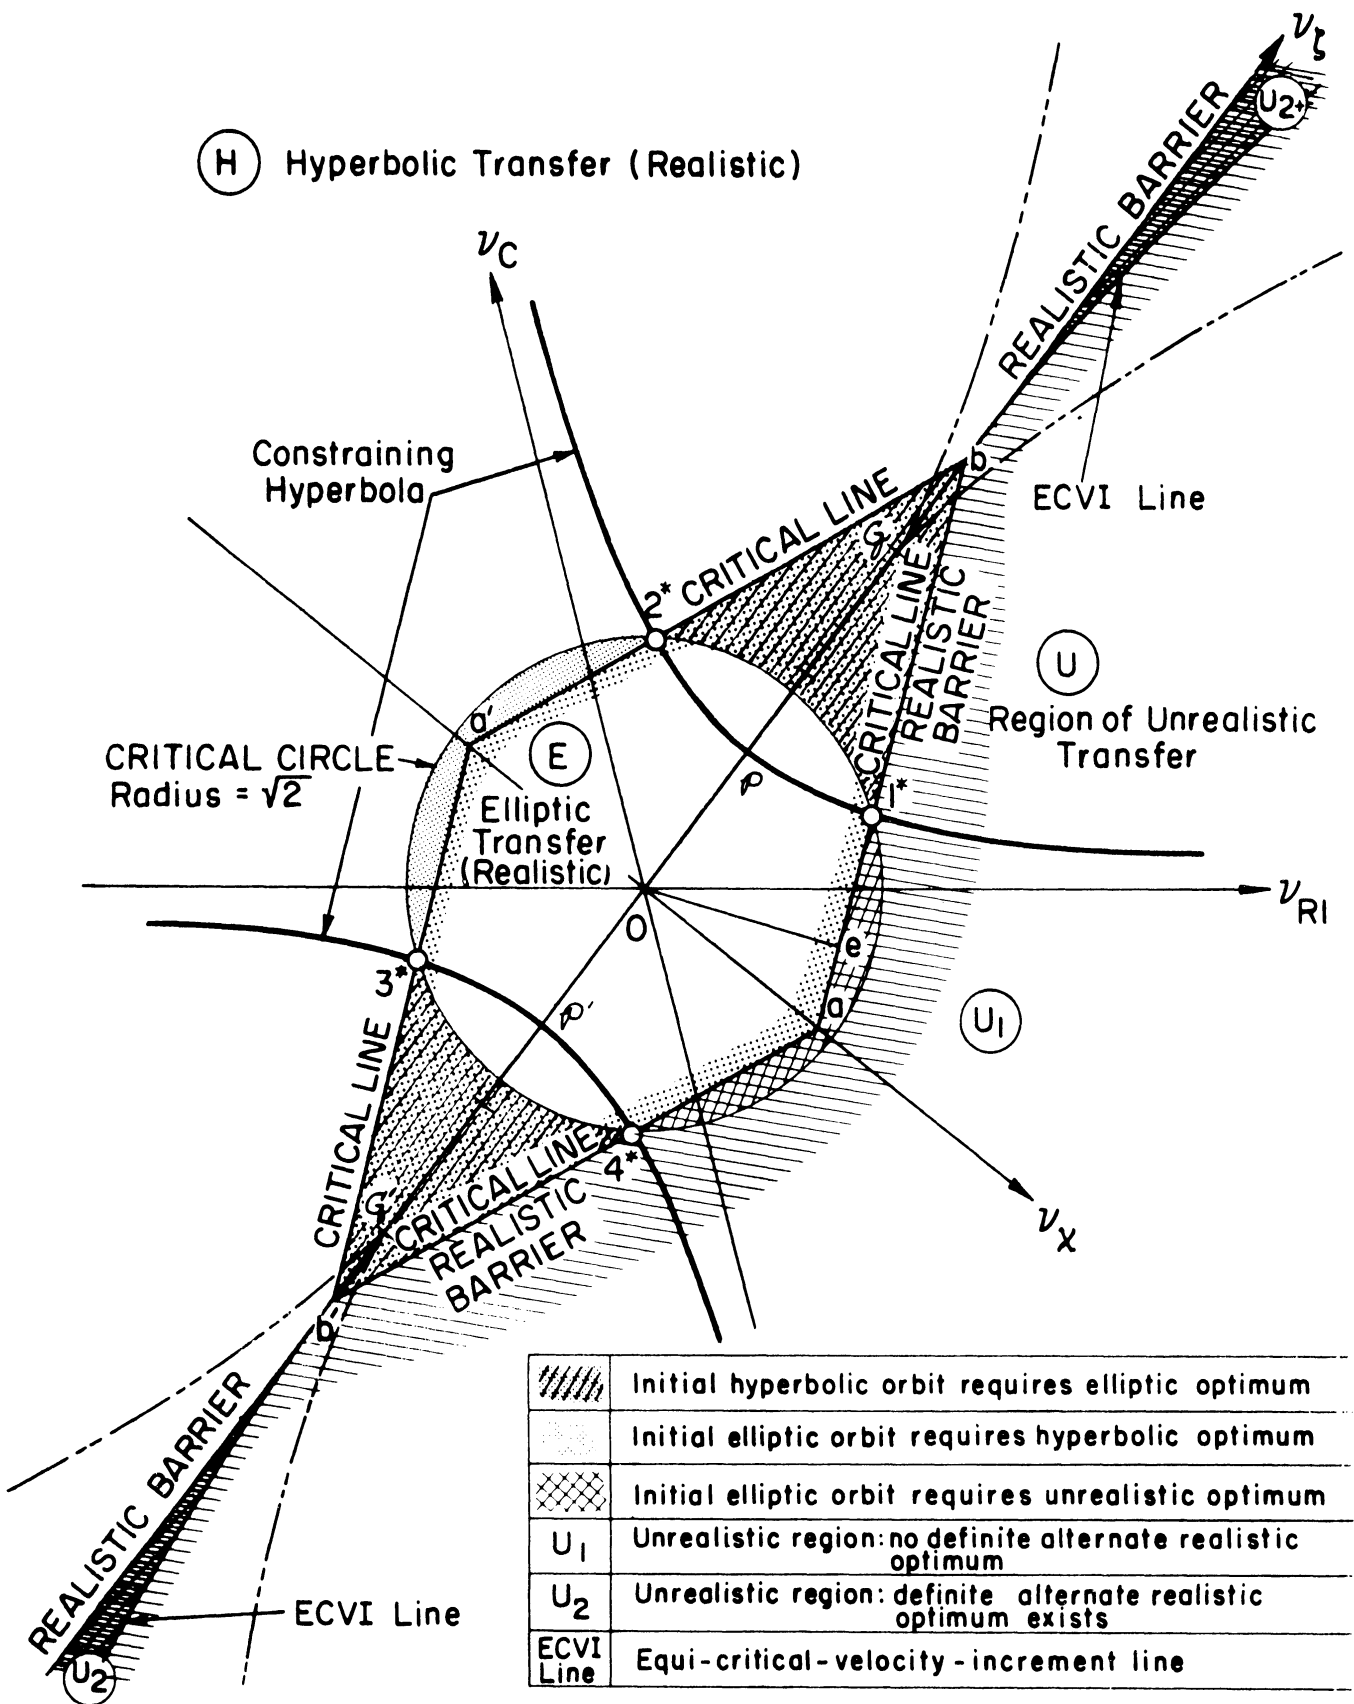 ν_ζ
U2+
REALISTIC BARRIER
H Hyperbolic Transfer (Realistic)
ν_C
Constraining
Hyperbola
b
ECVI Line
CRITICAL LINE
G
2*
CRITICAL LINE
REALISTIC
BARRIER
U
Region of Unrealistic
Transfer
a'
E
CRITICAL CIRCLE
Radius = √2
p
1*
Elliptic
Transfer
(Realistic)
ν_RI
O
e
3*
a
p'
U1
CRITICAL LINE
4*
G'
CRITICAL LINE
REALISTIC
BARRIER
ν_χ
b'
REALISTIC BARRIER
ECVI Line
U2
Initial hyperbolic orbit requires elliptic optimum
Initial elliptic orbit requires hyperbolic optimum
Initial elliptic orbit requires unrealistic optimum
U1 Unrealistic region: no definite alternate realistic
optimum
U2 Unrealistic region: definite alternate realistic
optimum exists
ECVI
Line
Equi-critical-velocity-increment line